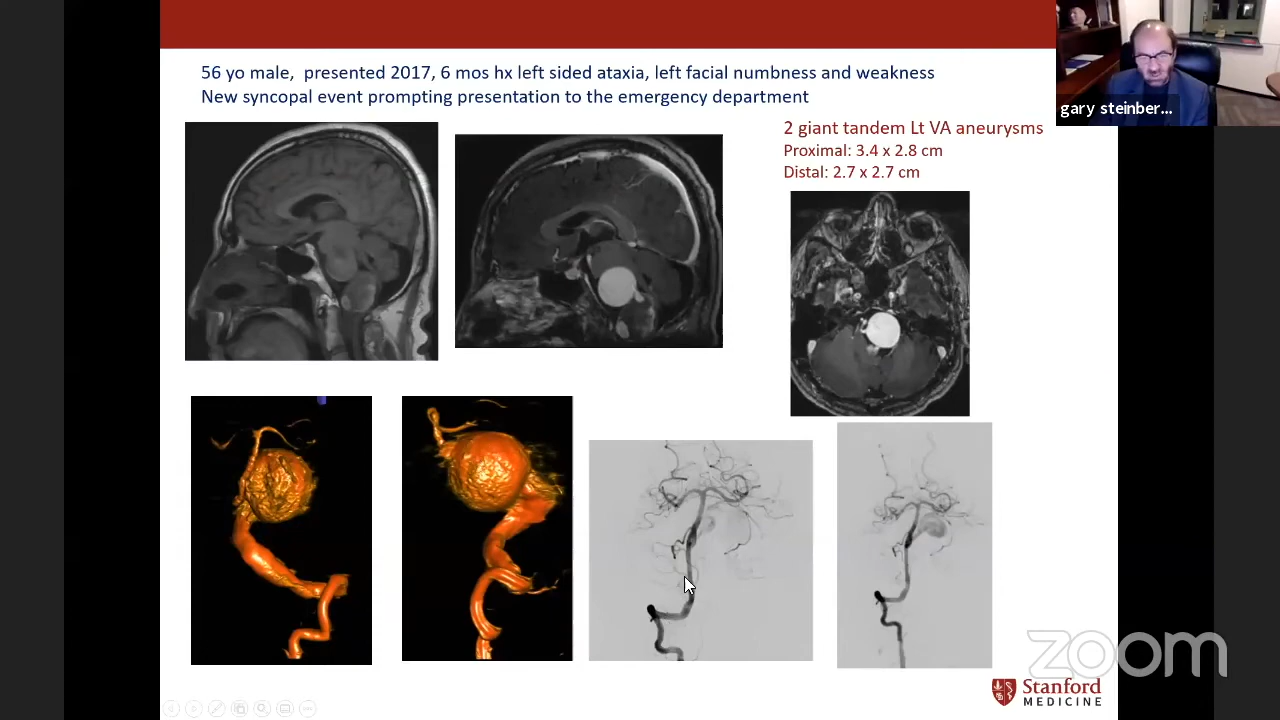 56 yo male, presented 2017, 6 mos hx left sided ataxia, left facial numbness and weakness
New syncopal event prompting presentation to the emergency department
gary steinber...
2 giant tandem Lt VA aneurysms
Proximal: 3.4 x 2.8 cm
Distal: 2.7 x 2.7 cm
zoom
Stanford
MEDICINE